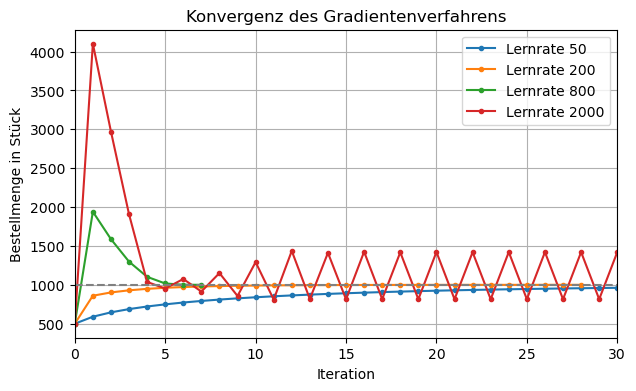 Konvergenz des Gradientenverfahrens
Bestellmenge in Stück
4000
3500
3000
2500
2000
1500
1000
500
Lernrate 50
Lernrate 200
Lernrate 800
Lernrate 2000
0 5 10 15 20 25 30
Iteration